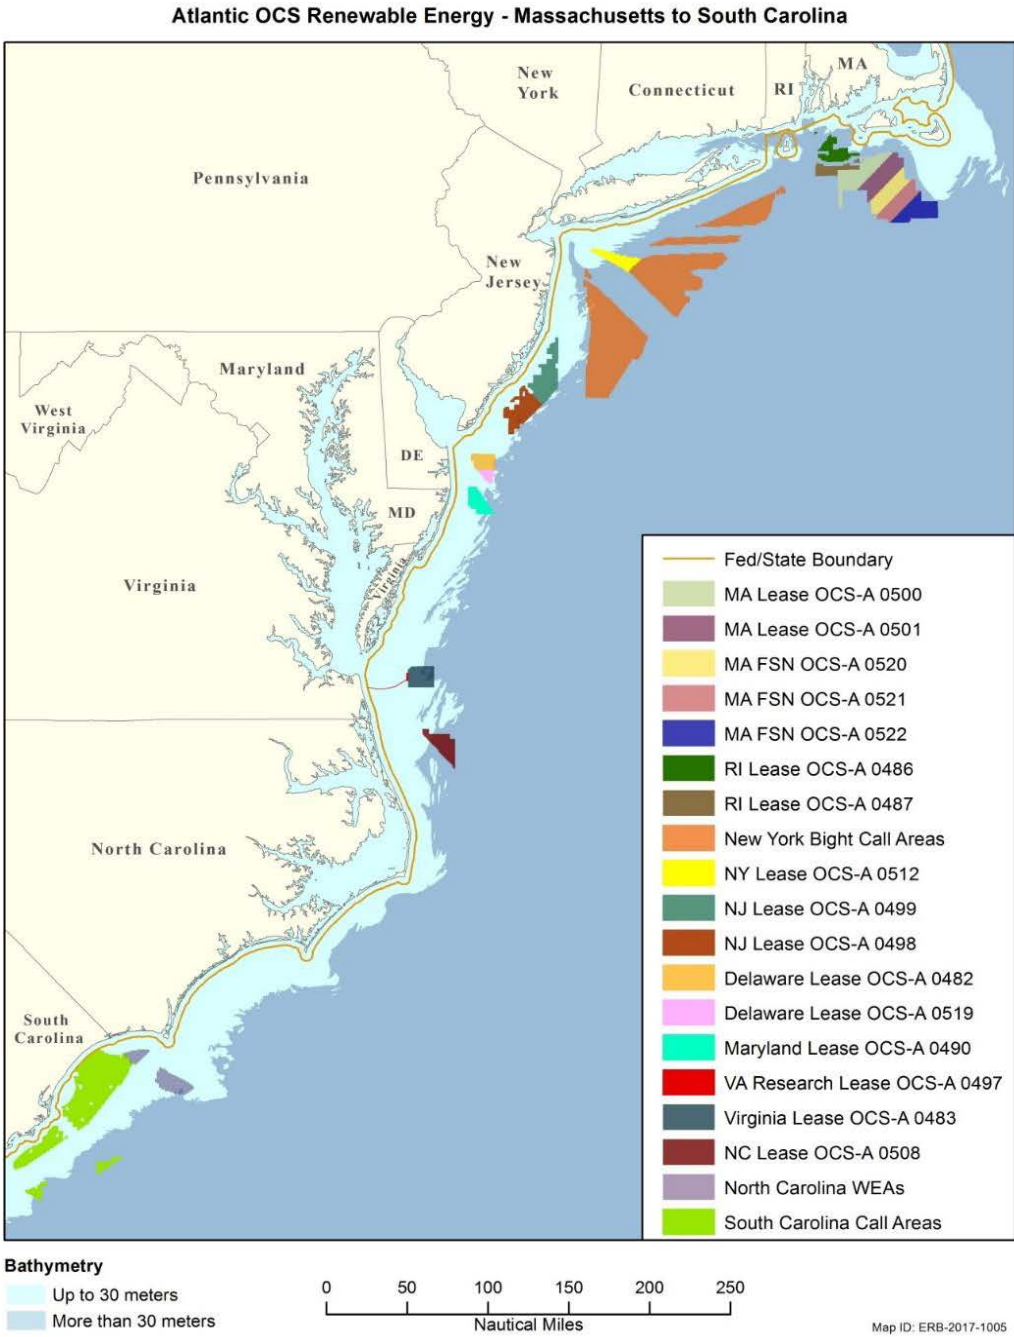 Atlantic OCS Renewable Energy - Massachusetts to South Carolina
MA
New
York
Connecticut
RI
Pennsylvania
New
Jersey
Maryland
West
Virginia
DE
MD
Virginia
Virginia
North Carolina
South
Carolina
Fed/State Boundary
MA Lease OCS-A 0500
MA Lease OCS-A 0501
MA FSN OCS-A 0520
MA FSN OCS-A 0521
MA FSN OCS-A 0522
RI Lease OCS-A 0486
RI Lease OCS-A 0487
New York Bight Call Areas
NY Lease OCS-A 0512
NJ Lease OCS-A 0499
NJ Lease OCS-A 0498
Delaware Lease OCS-A 0482
Delaware Lease OCS-A 0519
Maryland Lease OCS-A 0490
VA Research Lease OCS-A 0497
Virginia Lease OCS-A 0483
NC Lease OCS-A 0508
North Carolina WEAs
South Carolina Call Areas
Bathymetry
Up to 30 meters
More than 30 meters
0 50 100 150 200 250
Nautical Miles
Map ID: ERB-2017-1005